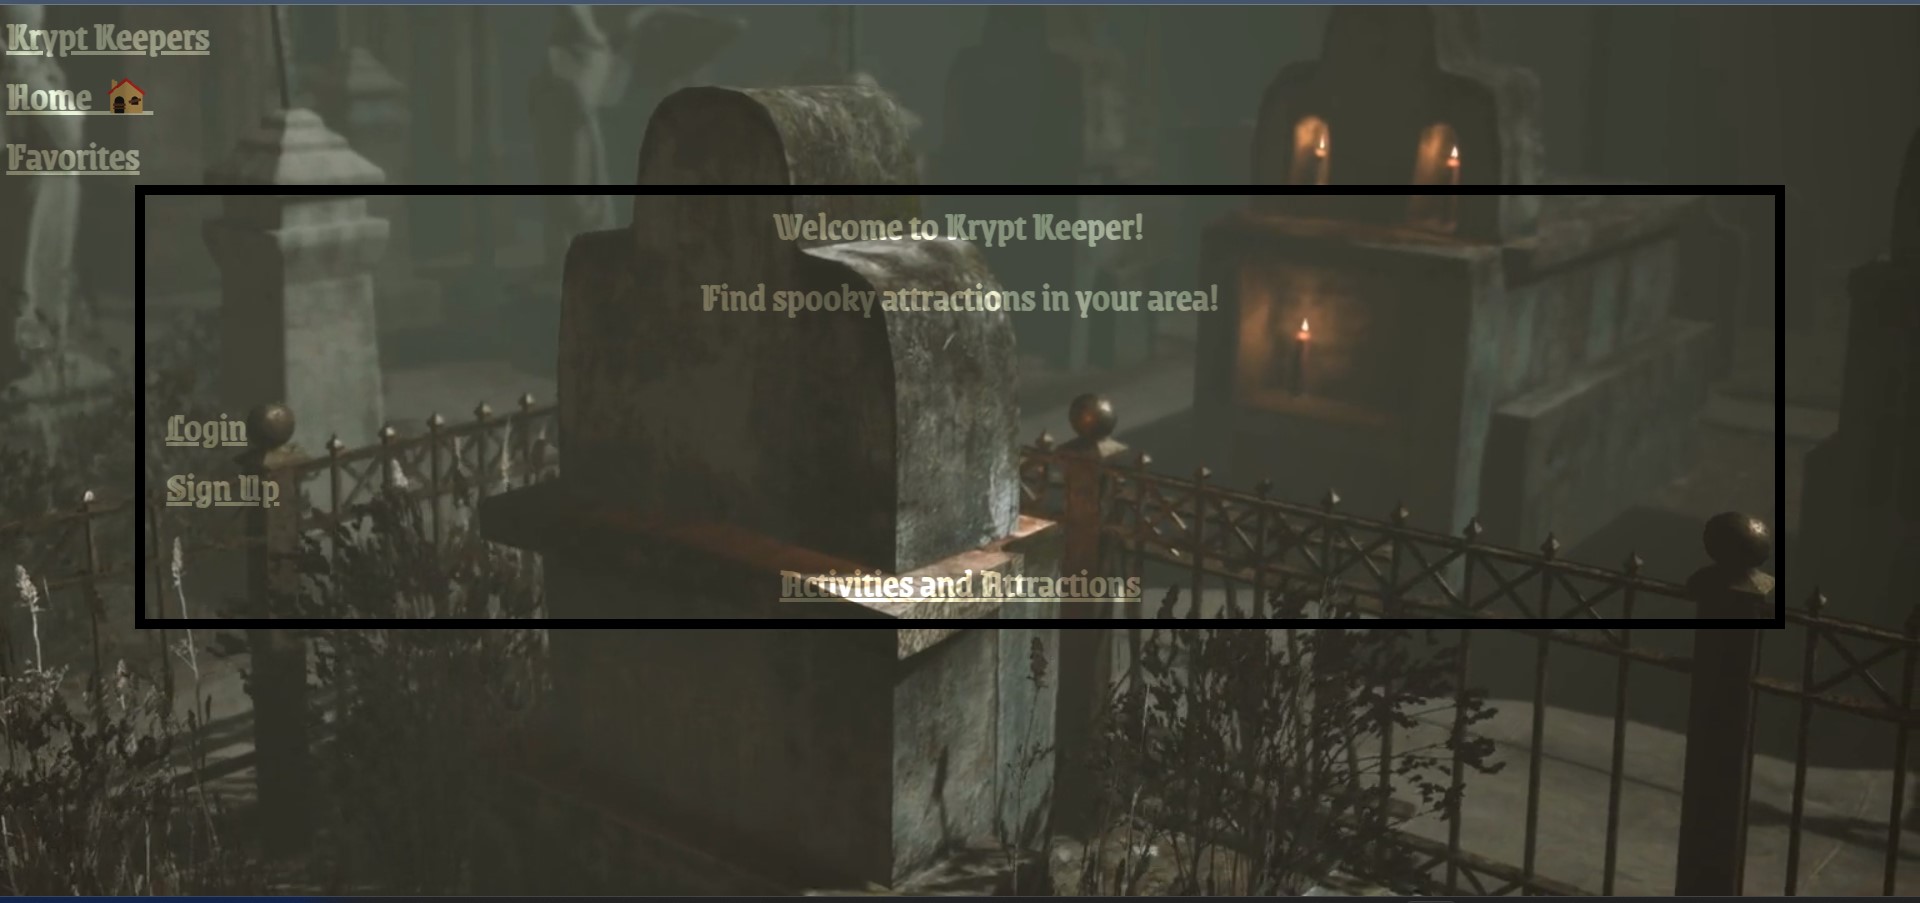 Krypt Keepers
Home
Favorites
Welcome to Krypt Keeper!
Find spooky attractions in your area!
Login
Sign Up
Activities and Attractions